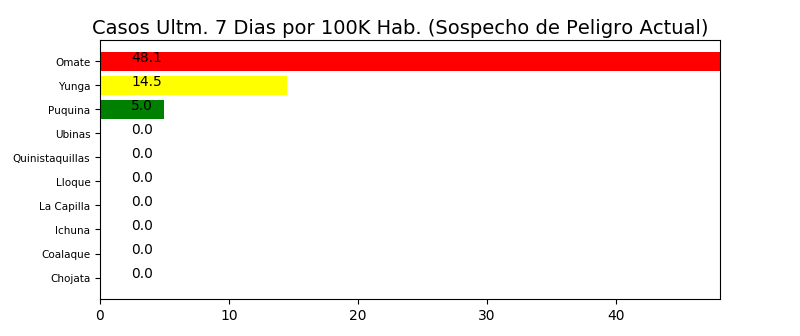 Casos Ultm. 7 Dias por 100K Hab. (Sospecho de Peligro Actual)
Omate 48.1
Yunga 14.5
Puquina 5.0
Ubinas 0.0
Quinistaquillas 0.0
Lloque 0.0
La Capilla 0.0
Ichuna 0.0
Coalaque 0.0
Chojata 0.0
0 10 20 30 40